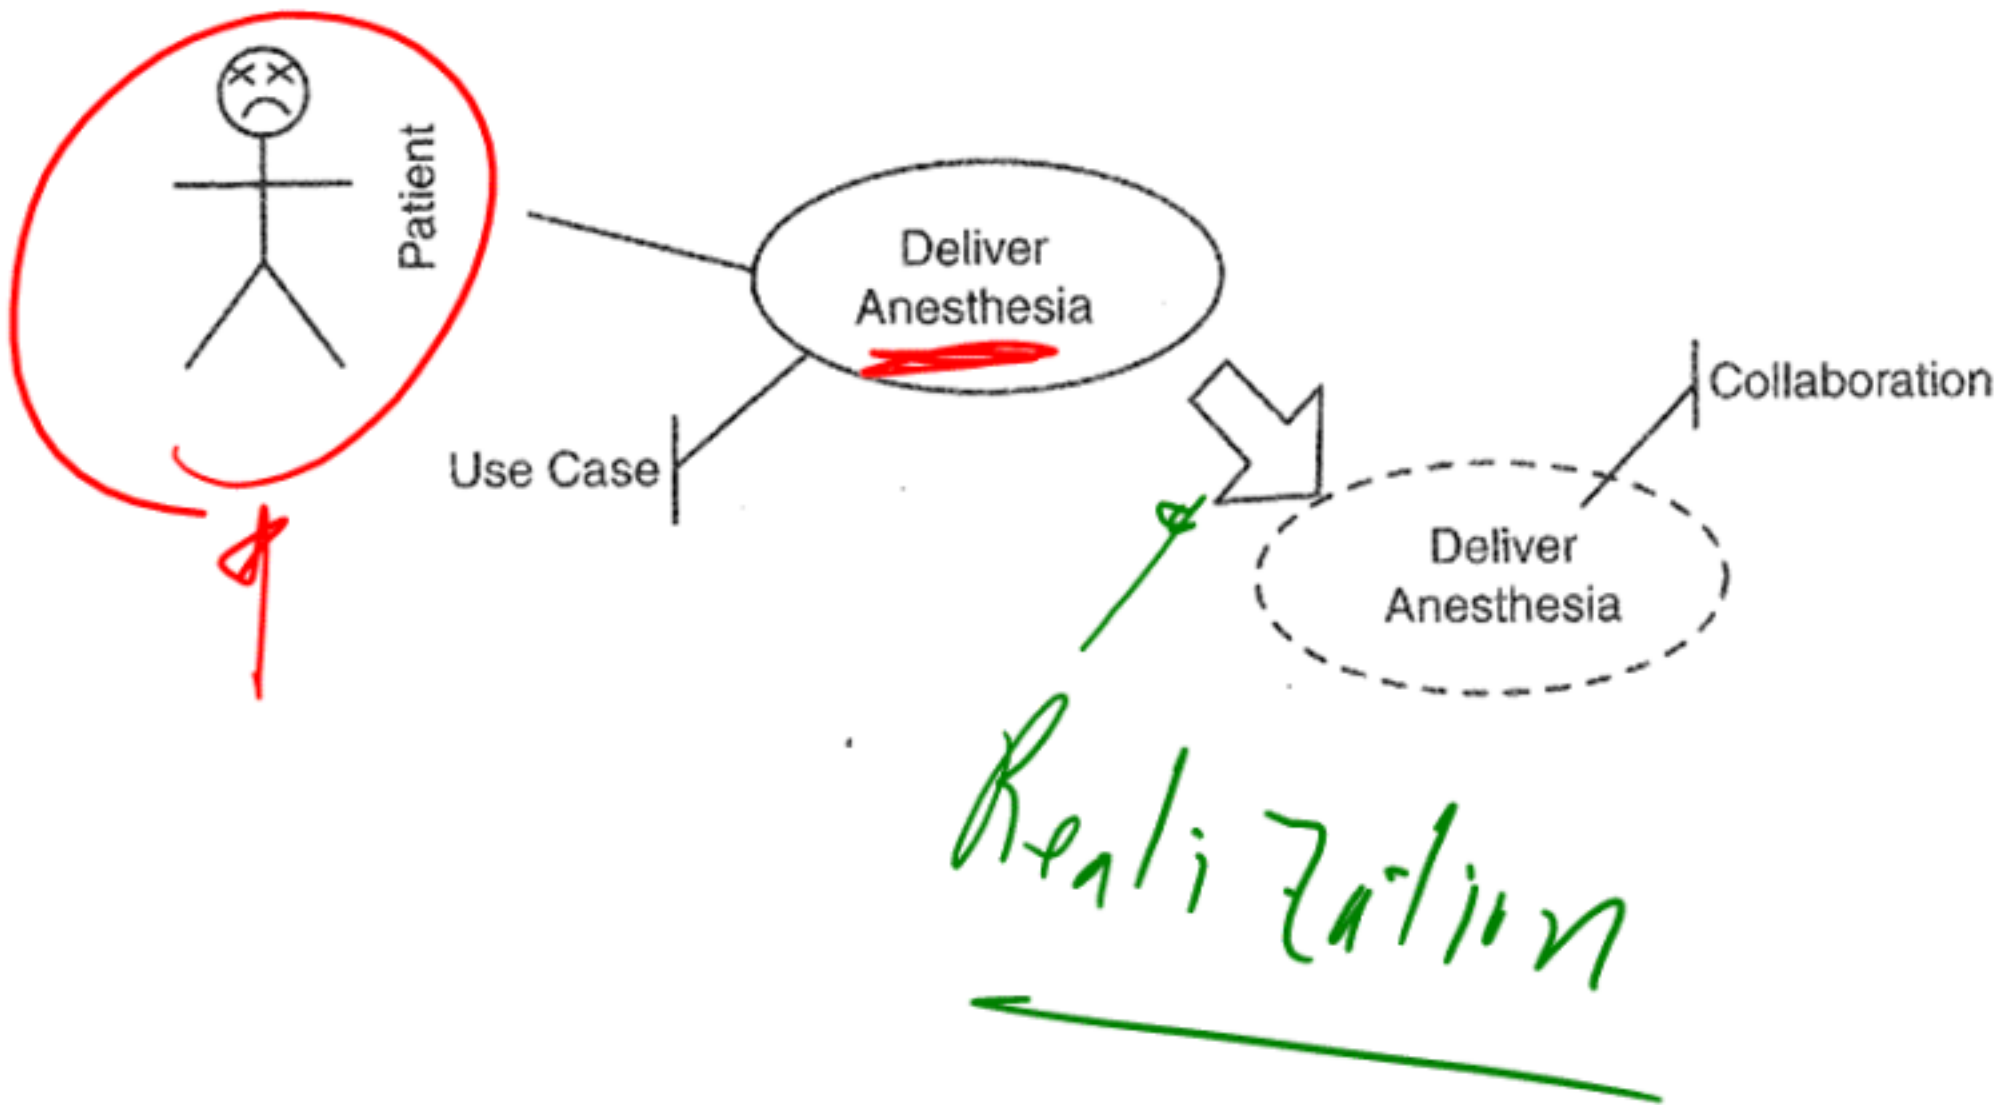 Patient
Deliver
Anesthesia
Use Case
Collaboration
Deliver
Anesthesia
Realization